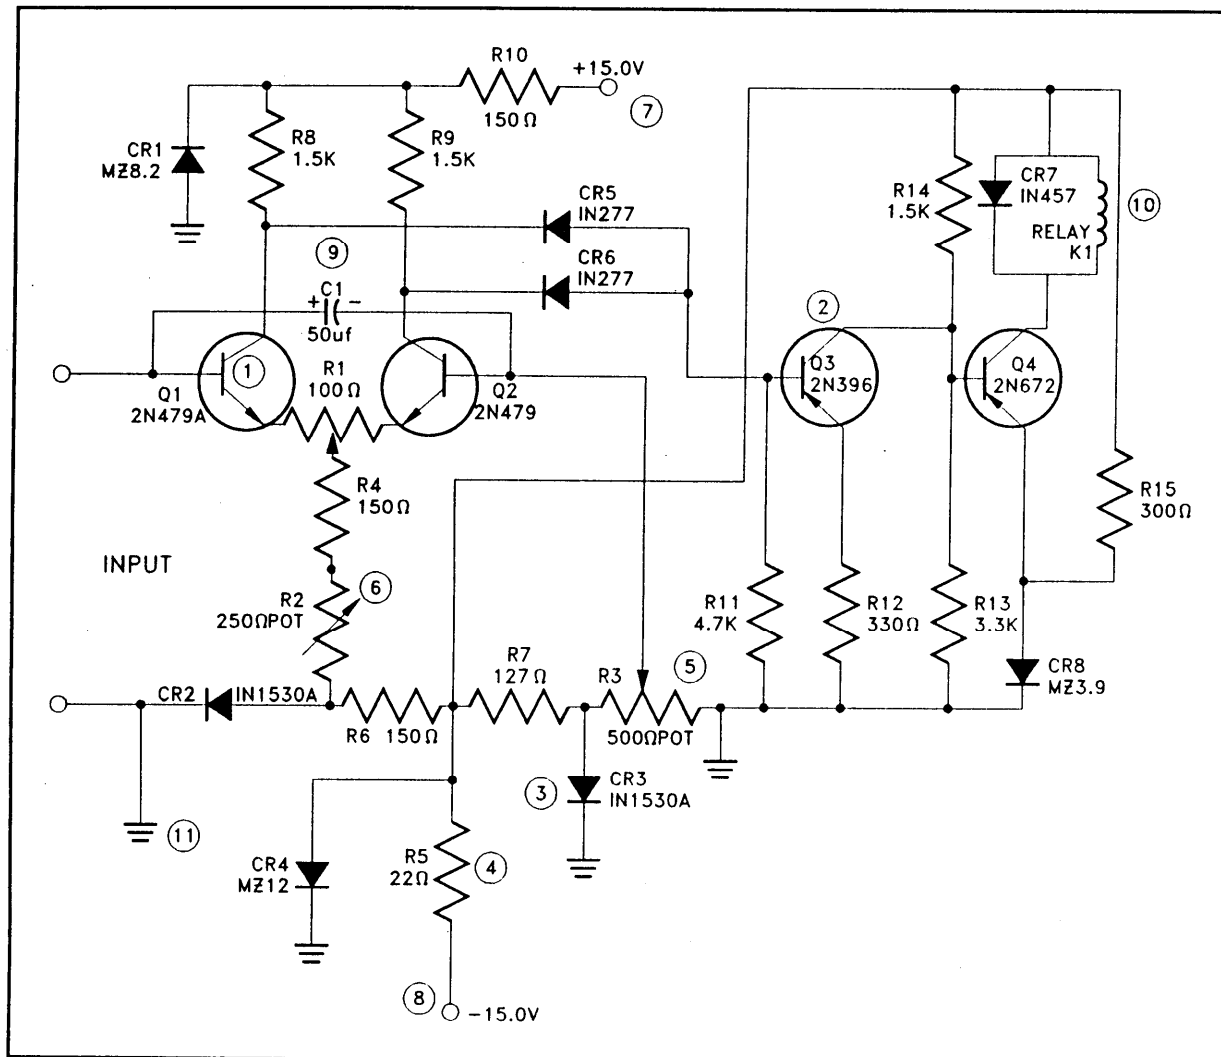 R10
+15.0V
150Ω
7
R8
1.5K
R9
1.5K
CR1
MZ8.2
CR5
IN277
CR6
IN277
9
C1
+ -
50uf
CR7
IN457
R14
1.5K
RELAY
K1
10
2
Q1
2N479A
1
R1
100Ω
Q2
2N479
Q3
2N396
Q4
2N672
R4
150Ω
R15
300Ω
INPUT
R2
250ΩPOT
6
R11
4.7K
R12
330Ω
R13
3.3K
CR2
IN1530A
R7
127Ω
R3
5
CR8
MZ3.9
R6 150Ω
500ΩPOT
3
CR3
IN1530A
11
CR4
MZ12
R5
22Ω
4
8
-15.0V